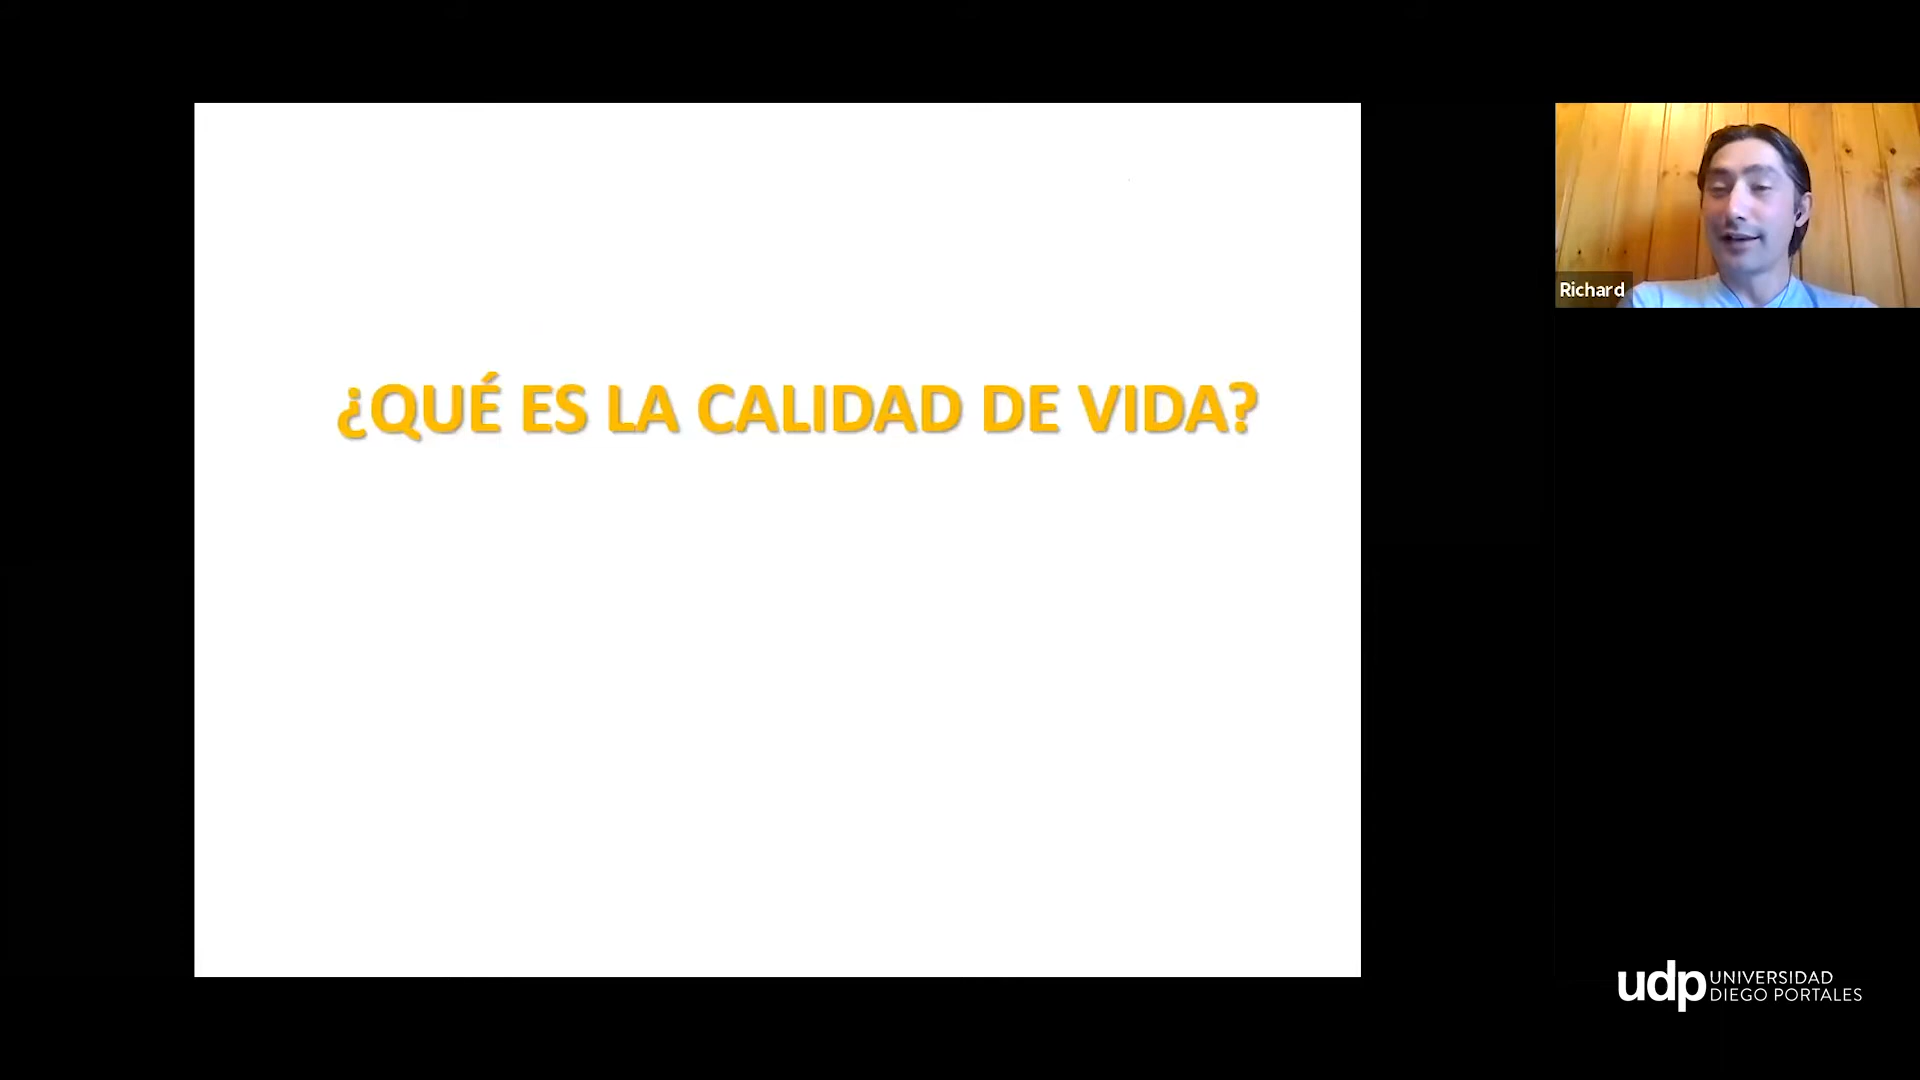 ¿QUÉ ES LA CALIDAD DE VIDA?
Richard
udp UNIVERSIDAD
DIEGO PORTALES